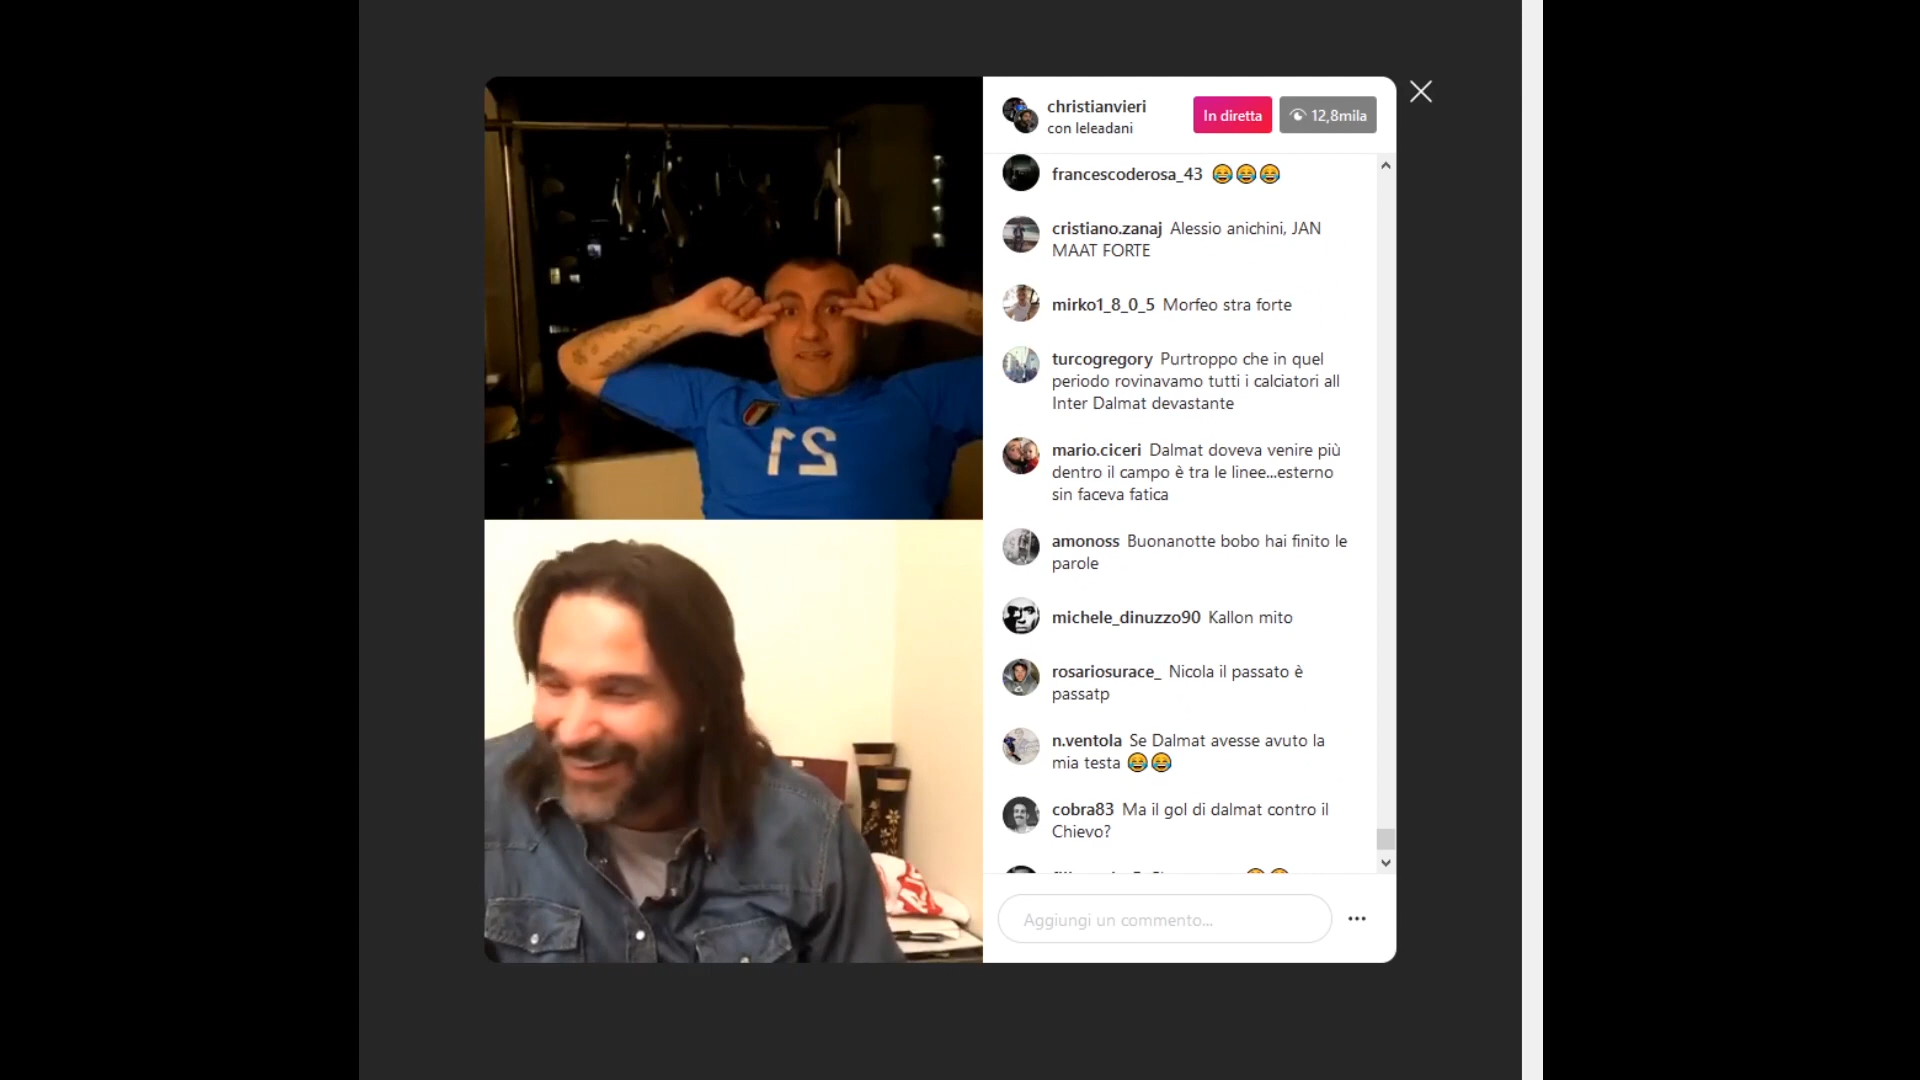 christianvieri
con leleadani
In diretta
12,8mila
francescoderosa_43 😂😂😂
cristiano.zanaj Alessio anichini, JAN
MAAT FORTE
mirko1_8_0_5 Morfeo stra forte
turcogregory Purtroppo che in quel
periodo rovinavamo tutti i calciatori all
Inter Dalmat devastante
mario.ciceri Dalmat doveva venire più
dentro il campo è tra le linee...esterno
sin faceva fatica
amonoss Buonanotte bobo hai finito le
parole
michele_dinuzzo90 Kallon mito
rosariosurace_ Nicola il passato è
passatp
n.ventola Se Dalmat avesse avuto la
mia testa 😂😂
cobra83 Ma il gol di dalmat contro il
Chievo?
Aggiungi un commento...
21